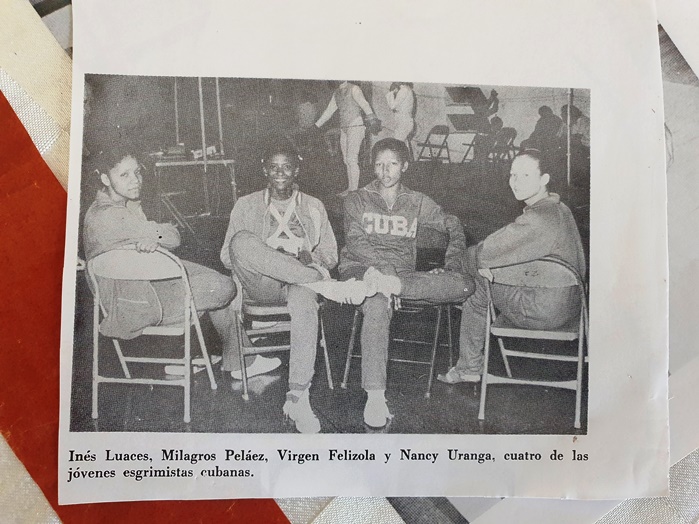 CUBA
Inés Luaces, Milagros Peláez, Virgen Felizola y Nancy Uranga, cuatro de las
jóvenes esgrimistas cubanas.